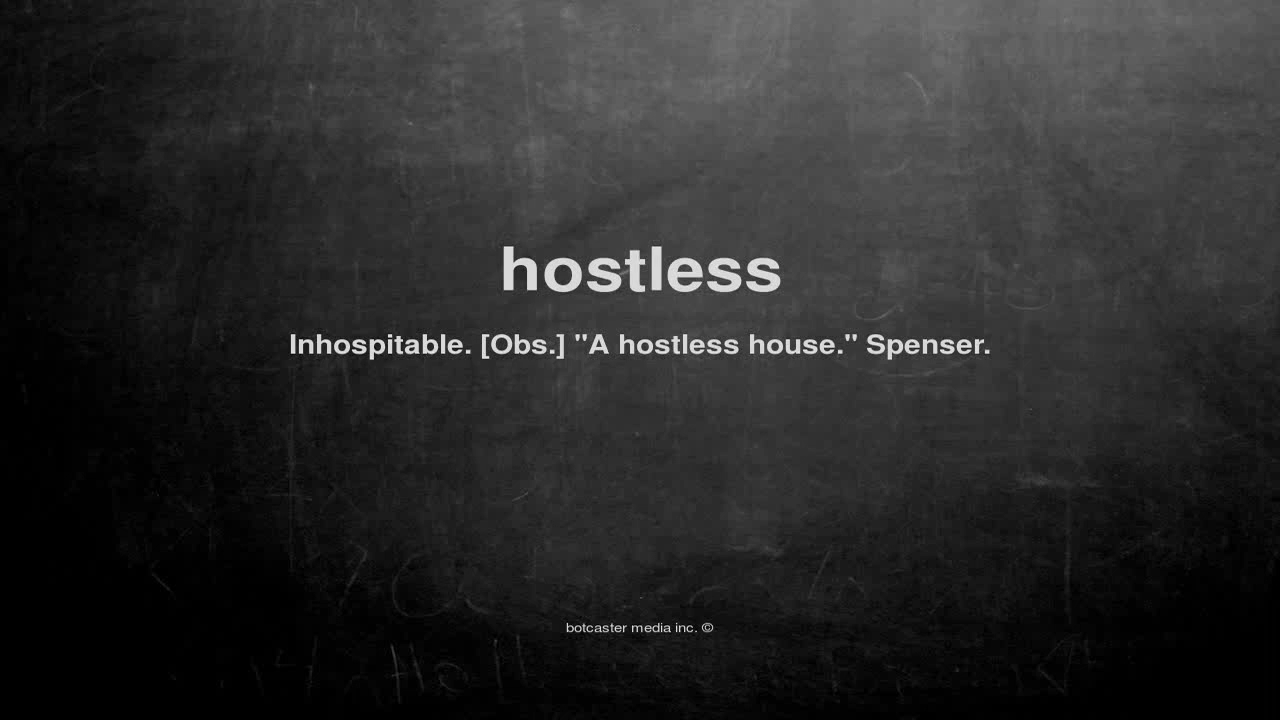 hostless
Inhospitable. [Obs.] "A hostless house." Spenser.
botcaster media inc. ©